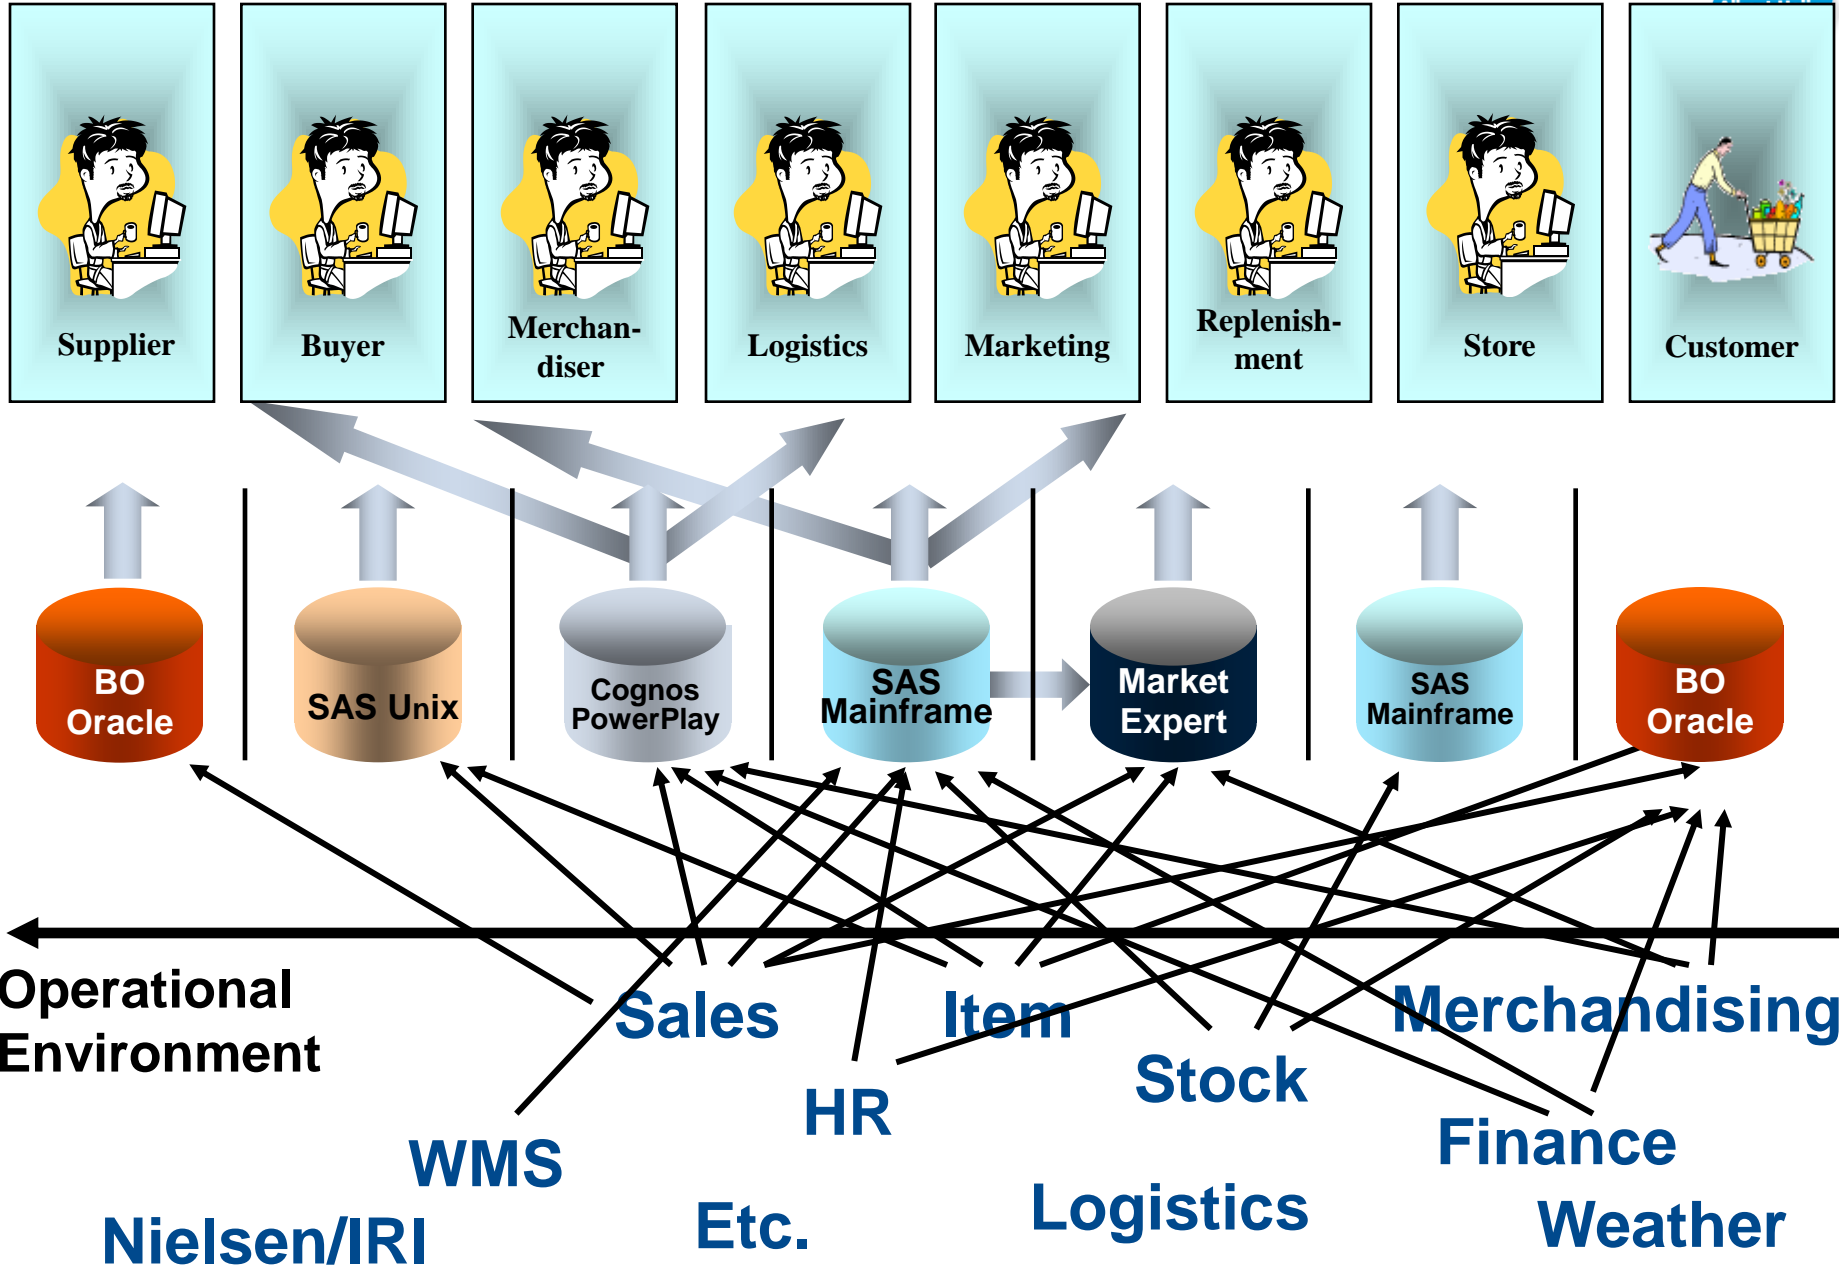 Supplier
Buyer
Merchan-
diser
Logistics
Marketing
Replenish-
ment
Store
Customer
BO
Oracle
SAS Unix
Cognos
PowerPlay
SAS
Mainframe
Market
Expert
SAS
Mainframe
BO
Oracle
Operational
Environment
Sales
Item
Merchandising
Stock
HR
Finance
WMS
Logistics
Weather
Etc.
Nielsen/IRI